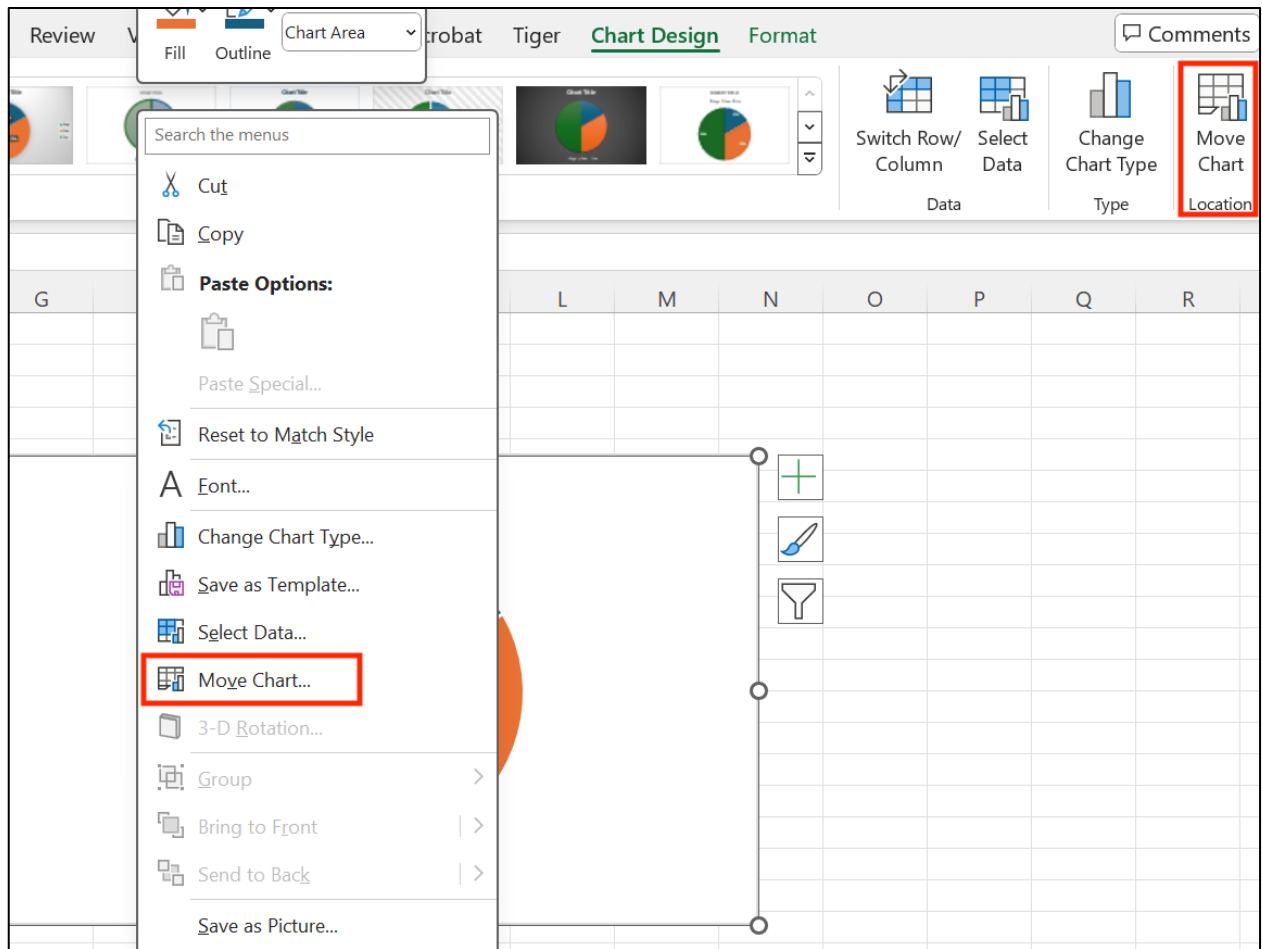 Review
Fill
Outline
Chart Area
crobat
Tiger
Chart Design
Format
Comments
Switch Row/
Column
Select
Data
Data
Change
Chart Type
Type
Move
Chart
Location
Search the menus
Cut
Copy
Paste Options:
Paste Special...
Reset to Match Style
Font...
Change Chart Type...
Save as Template...
Select Data...
Move Chart...
3-D Rotation...
Group
Bring to Front
Send to Back
Save as Picture...
G L M N O P Q R